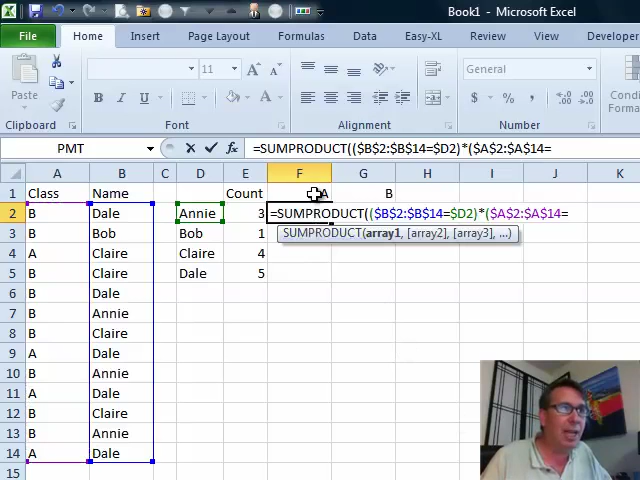 Book1 - Microsoft Excel
File Home Insert Page Layout Formulas Data Easy-XL Review View Developer
Paste
11
General
Clipboard Font Alignment Number
PMT =SUMPRODUCT(($B$2:$B$14=$D2)*($A$2:$A$14=
A B C D E F G H I J K
1 Class Name Count A B
2 B Dale Annie 3 =SUMPRODUCT(($B$2:$B$14=$D2)*($A$2:$A$14=
3 B Bob Bob 1 SUMPRODUCT(array1, [array2], [array3], ...)
4 A Claire Claire 4
5 B Claire Dale 5
6 B Dale
7 B Annie
8 B Claire
9 A Dale
10 B Annie
11 A Dale
12 B Claire
13 B Annie
14 A Dale
15